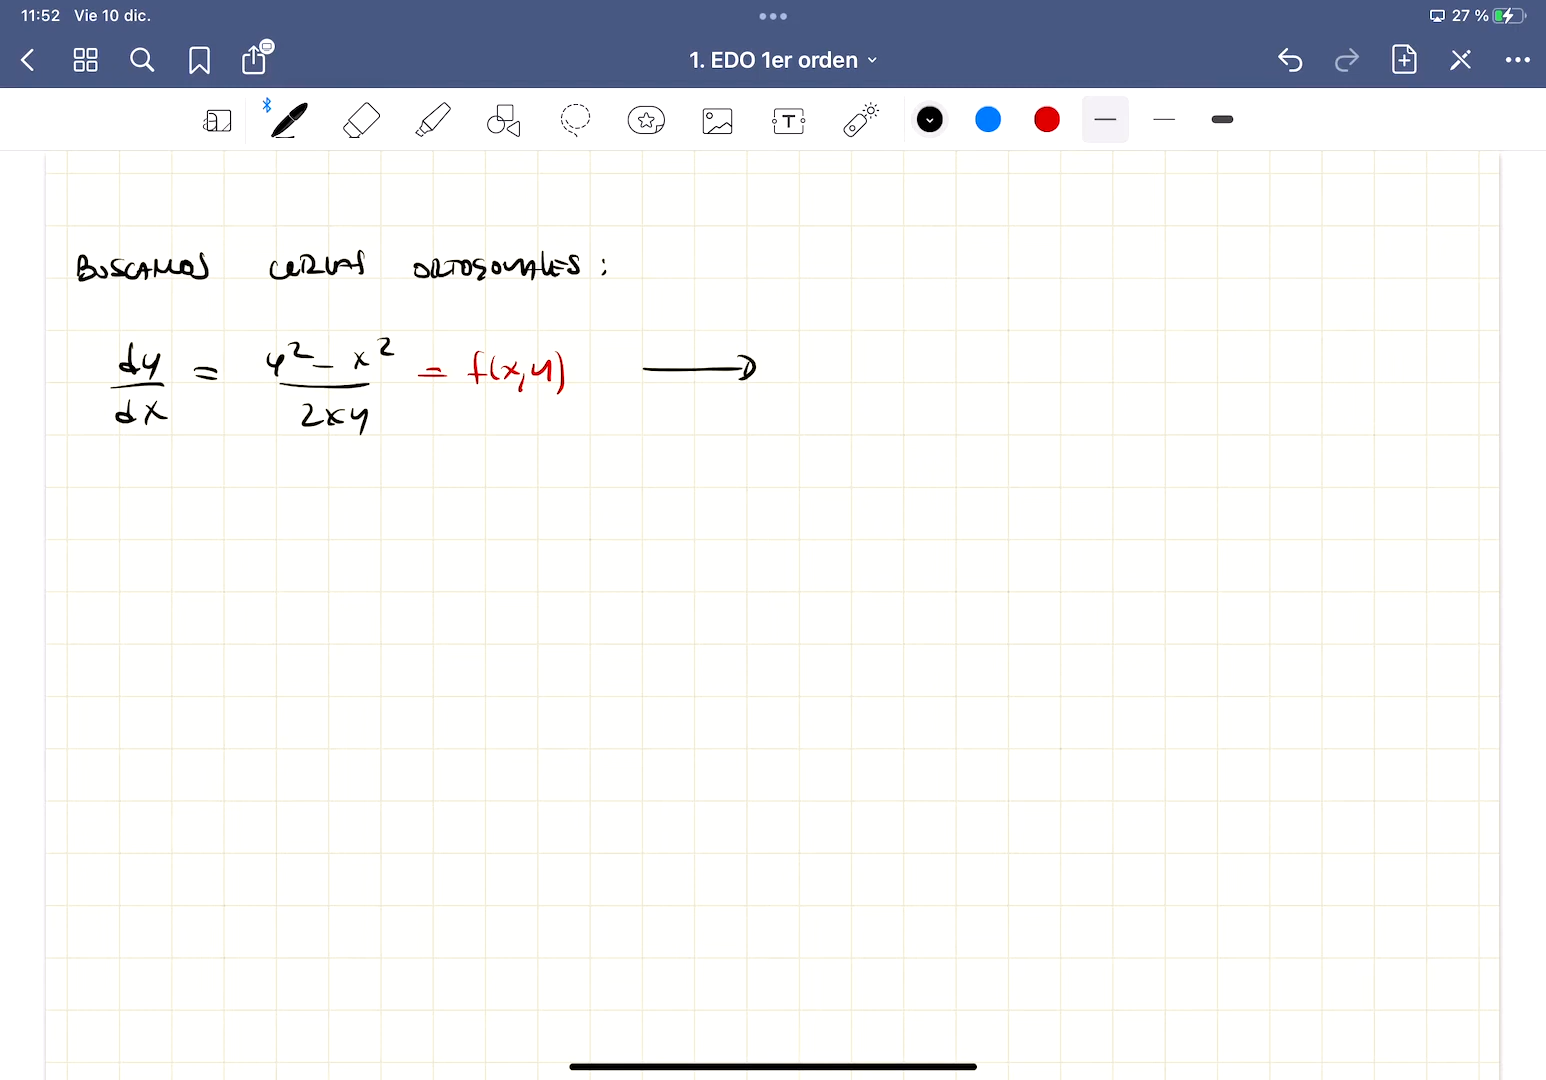 11:52 Vie 10 dic. 27 %
1. EDO 1er orden
BUSCAMOS CURVAS ORTOGONALES :
dy/dx = (y² - x²)/(2xy) = f(x,y) →